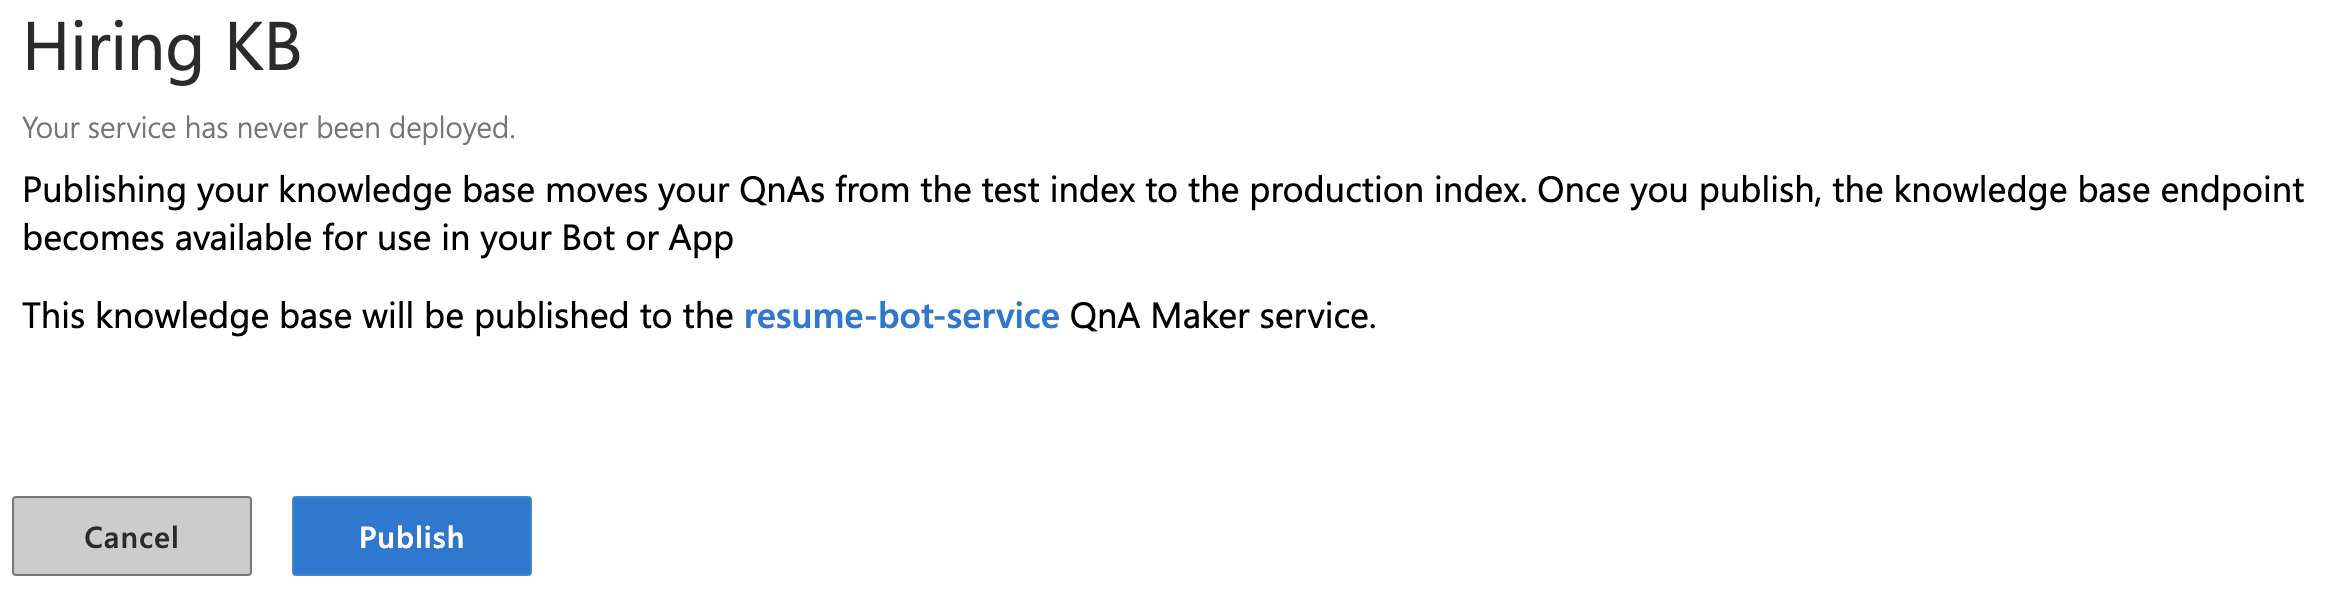 Hiring KB
Your service has never been deployed.
Publishing your knowledge base moves your QnAs from the test index to the production index. Once you publish, the knowledge base endpoint
becomes available for use in your Bot or App
This knowledge base will be published to the resume-bot-service QnA Maker service.
Cancel Publish